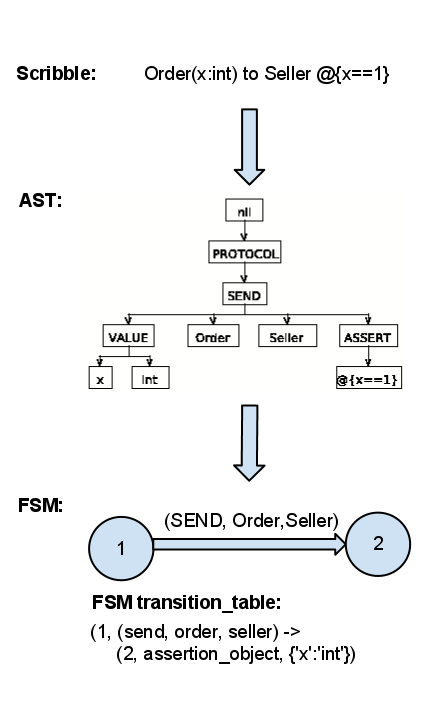 Scribble: Order(x:int) to Seller @{x==1}
AST:
nil
PROTOCOL
SEND
VALUE Order Seller ASSERT
x int @{x==1}
FSM:
(SEND, Order,Seller)
1 2
FSM transition_table:
(1, (send, order, seller) ->
(2, assertion_object, {'x':'int'})